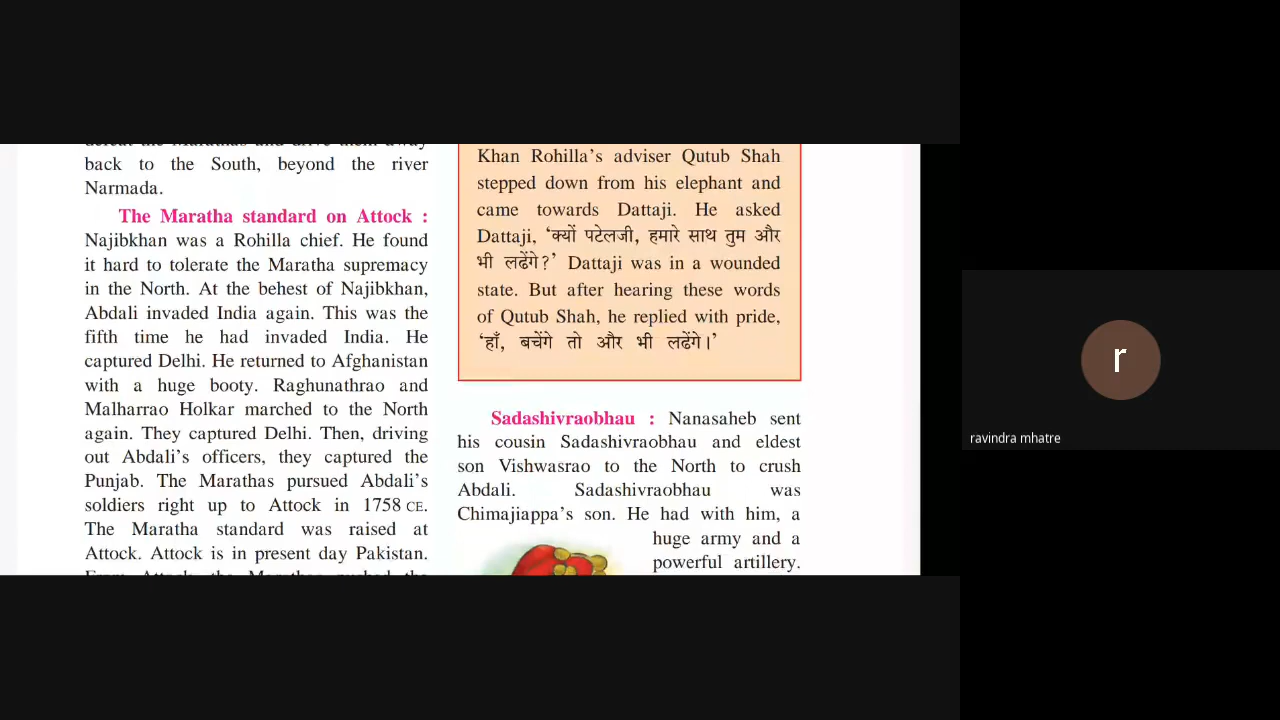 back to the South, beyond the river
Narmada.
The Maratha standard on Attock :
Najibkhan was a Rohilla chief. He found
it hard to tolerate the Maratha supremacy
in the North. At the behest of Najibkhan,
Abdali invaded India again. This was the
fifth time he had invaded India. He
captured Delhi. He returned to Afghanistan
with a huge booty. Raghunathrao and
Malharrao Holkar marched to the North
again. They captured Delhi. Then, driving
out Abdali’s officers, they captured the
Punjab. The Marathas pursued Abdali’s
soldiers right up to Attock in 1758 CE.
The Maratha standard was raised at
Attock. Attock is in present day Pakistan.
Khan Rohilla’s adviser Qutub Shah
stepped down from his elephant and
came towards Dattaji. He asked
Dattaji, ‘क्यों पटेलजी, हमारे साथ तुम और
भी लढेंगे?’ Dattaji was in a wounded
state. But after hearing these words
of Qutub Shah, he replied with pride,
‘हाँ, बचेंगे तो और भी लढेंगे।’
Sadashivraobhau : Nanasaheb sent
his cousin Sadashivraobhau and eldest
son Vishwasrao to the North to crush
Abdali. Sadashivraobhau was
Chimajiappa’s son. He had with him, a
huge army and a
powerful artillery.
r
ravindra mhatre